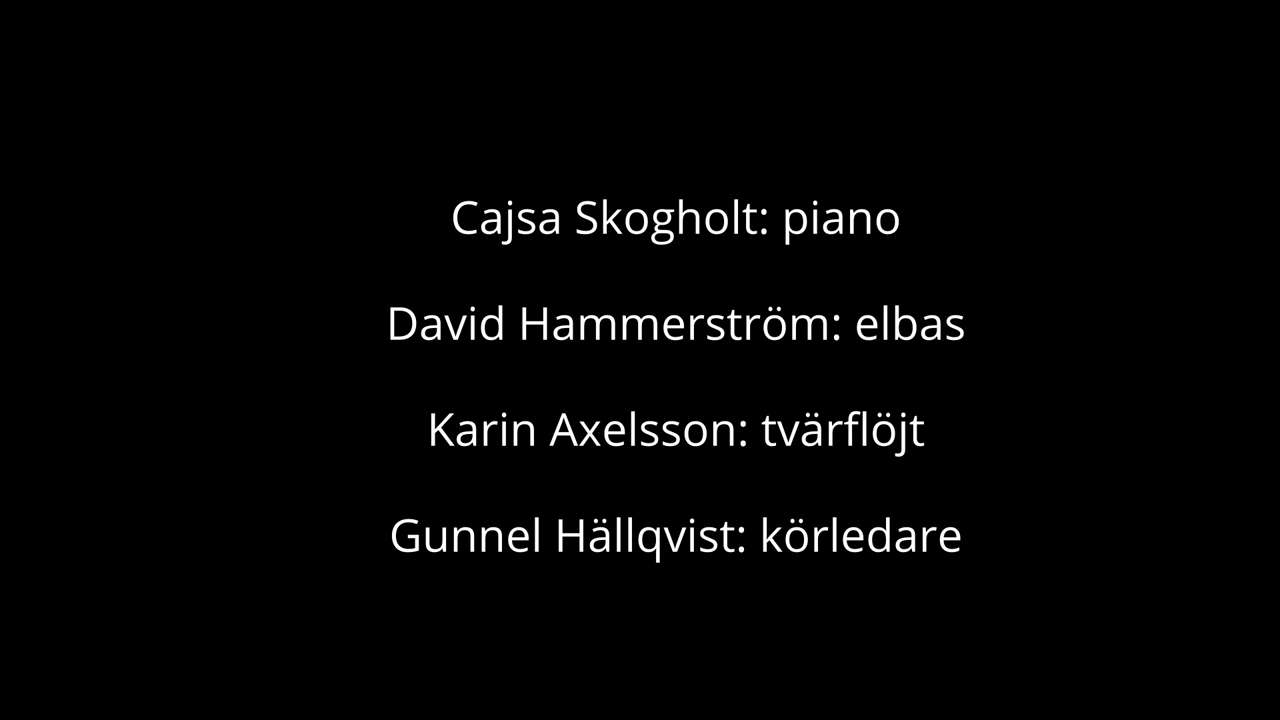 Cajsa Skogholt: piano
David Hammerström: elbas
Karin Axelsson: tvärflöjt
Gunnel Hällqvist: körledare